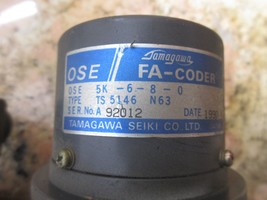 Tamagawa
OSE FA-CODER
OSE 5K-6-8-0
TYPE TS5146 N63
SER.No.A 92012 DATE
TAMAGAWA SEIKI CO.LTD.